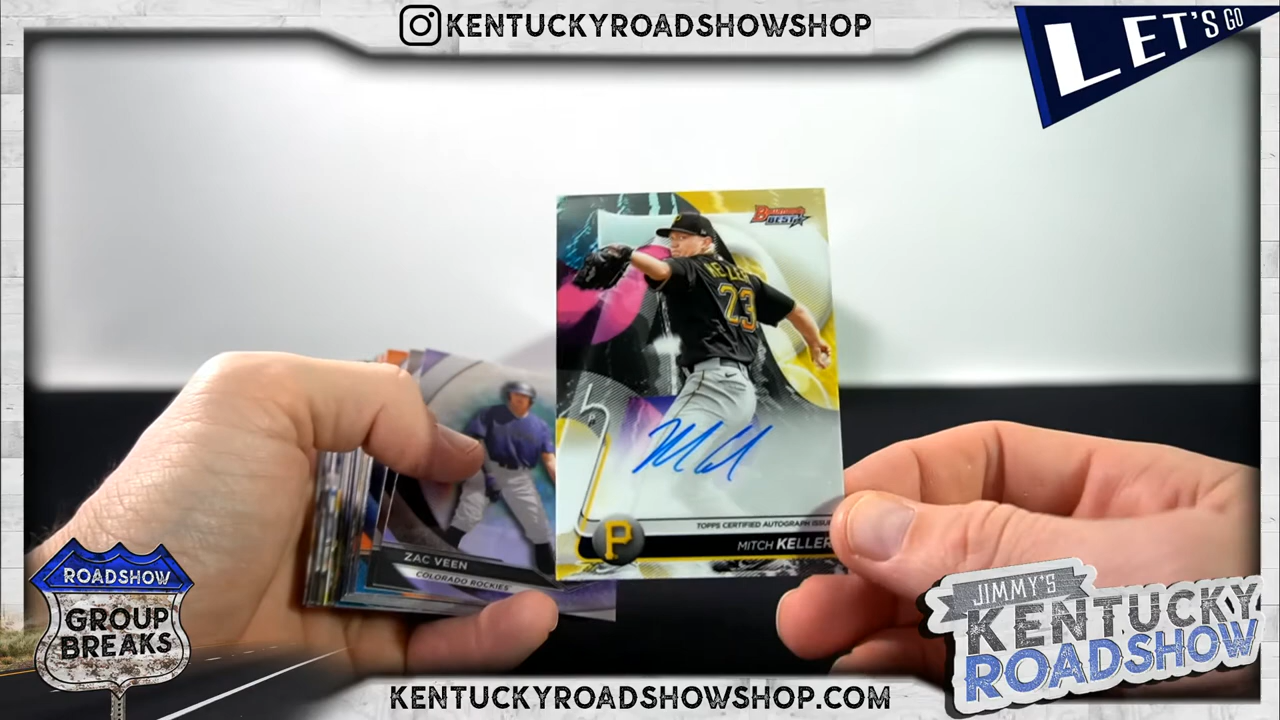 KENTUCKYROADSHOWSHOP
LET'S GO
BOWMAN'S
BEST
KELLER
23
TOPPS CERTIFIED AUTOGRAPH ISSUE
P
MITCH KELLER
ZAC VEEN
COLORADO ROCKIES
ROADSHOW
GROUP
BREAKS
JIMMY'S
KENTUCKY
ROADSHOW
KENTUCKYROADSHOWSHOP.COM